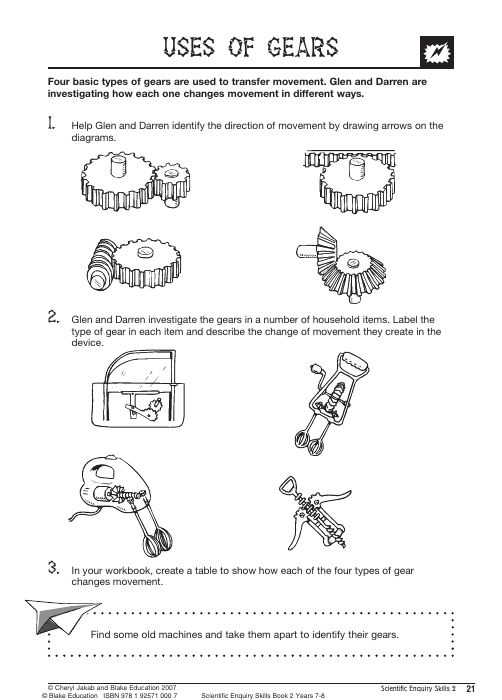 USES OF GEARS
Four basic types of gears are used to transfer movement. Glen and Darren are
investigating how each one changes movement in different ways.
1. Help Glen and Darren identify the direction of movement by drawing arrows on the
diagrams.
2. Glen and Darren investigate the gears in a number of household items. Label the
type of gear in each item and describe the change of movement they create in the
device.
3. In your workbook, create a table to show how each of the four types of gear
changes movement.
Find some old machines and take them apart to identify their gears.
© Cheryl Jakab and Blake Education 2007
Scientific Enquiry Skills 2 21
© Blake Education ISBN 978 1 92571 000 7 Scientific Enquiry Skills Book 2 Years 7-8